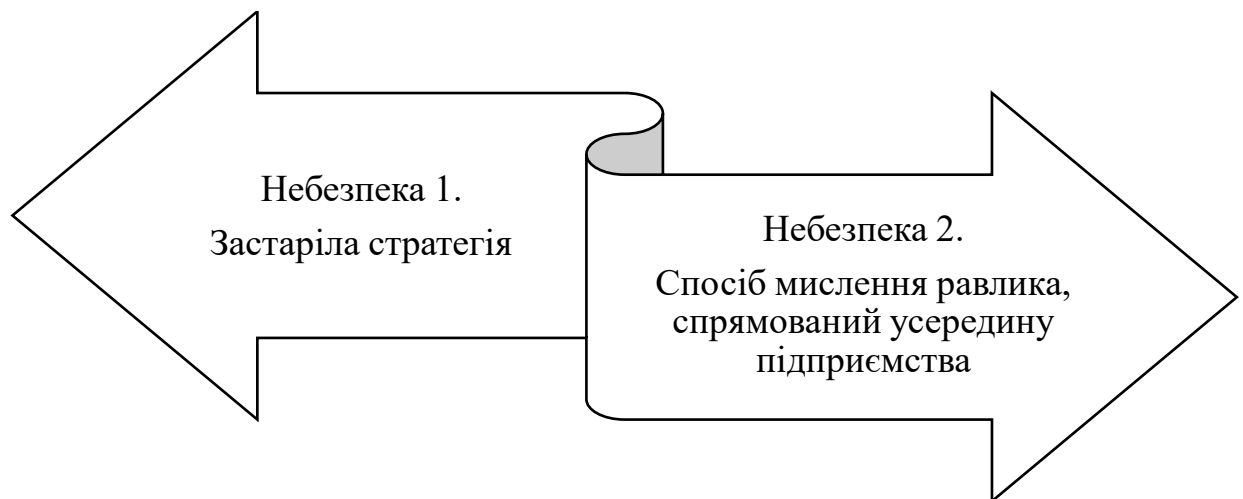 Небезпека 1.
Застаріла стратегія
Небезпека 2.
Спосіб мислення равлика,
спрямований усередину
підприємства